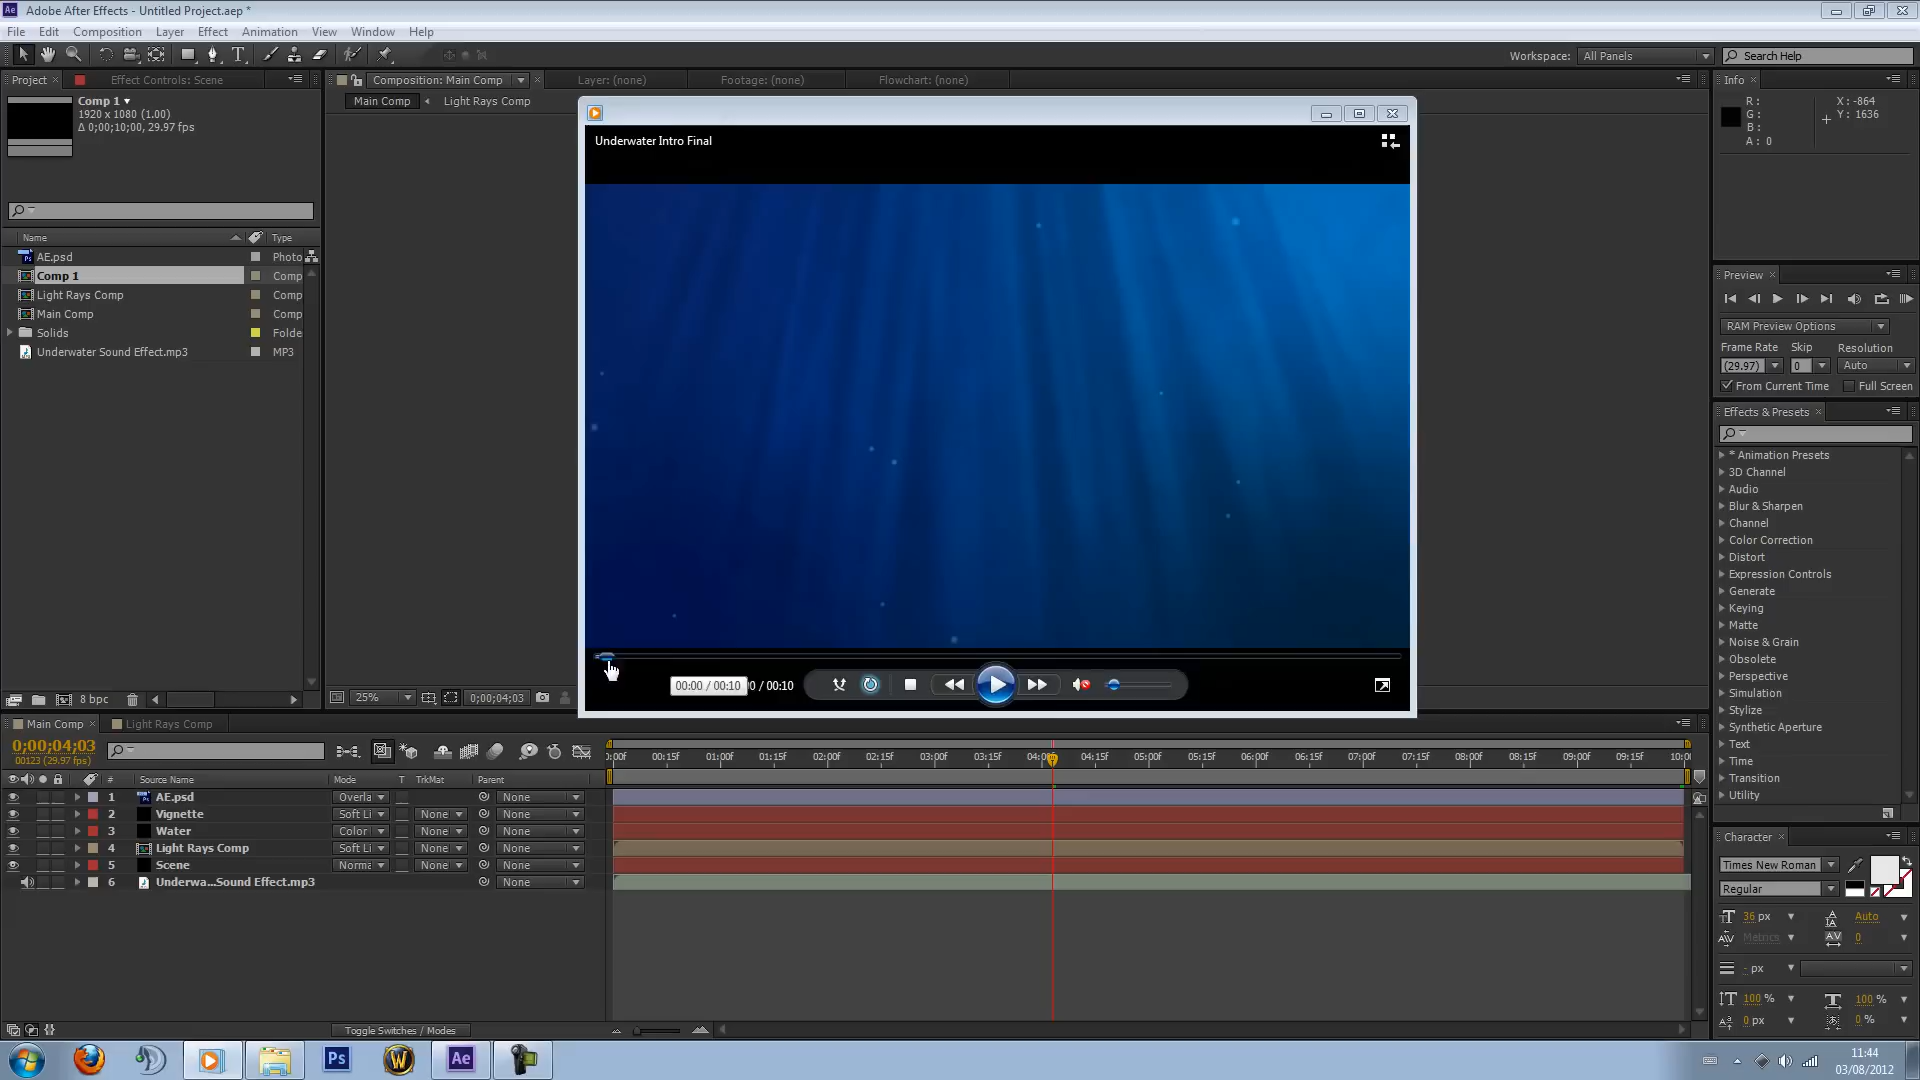 Adobe After Effects - Untitled Project.aep *
File Edit Composition Layer Effect Animation View Window Help
Workspace: All Panels Search Help
Project Effect Controls: Scene
Composition: Main Comp Layer: (none) Footage: (none) Flowchart: (none)
Main Comp Light Rays Comp
Comp 1
1920 x 1080 (1.00)
Δ 0;00;10;00, 29.97 fps
Name Type
AE.psd Photo
Comp 1 Comp
Light Rays Comp Comp
Main Comp Comp
Solids Folde
Underwater Sound Effect.mp3 MP3
8 bpc
Underwater Intro Final
00:00 / 00:10
/ 00:10
25% 0;00;04;03
Info
R: X: -864
G: Y: 1636
B:
A: 0
Preview
RAM Preview Options
Frame Rate Skip Resolution
(29.97) 0 Auto
From Current Time Full Screen
Effects & Presets
* Animation Presets
3D Channel
Audio
Blur & Sharpen
Channel
Color Correction
Distort
Expression Controls
Generate
Keying
Matte
Noise & Grain
Obsolete
Perspective
Simulation
Stylize
Synthetic Aperture
Text
Time
Transition
Utility
Character
Times New Roman
Regular
36 px Auto
Metrics 0
- px
100 % 100 %
0 px 0 %
Main Comp Light Rays Comp
0;00;04;03
00123 (29.97 fps)
0:00f 00:15f 01:00f 01:15f 02:00f 02:15f 03:00f 03:15f 04:0 04:15f 05:00f 05:15f 06:00f 06:15f 07:00f 07:15f 08:00f 08:15f 09:00f 09:15f 10:0
# Source Name Mode T TrkMat Parent
1 AE.psd Overla None
2 Vignette Soft Li None None
3 Water Color None None
4 Light Rays Comp Soft Li None None
5 Scene Norma None None
6 Underwa...Sound Effect.mp3 None
Toggle Switches / Modes
Ps
W
Ae
11:44
03/08/2012